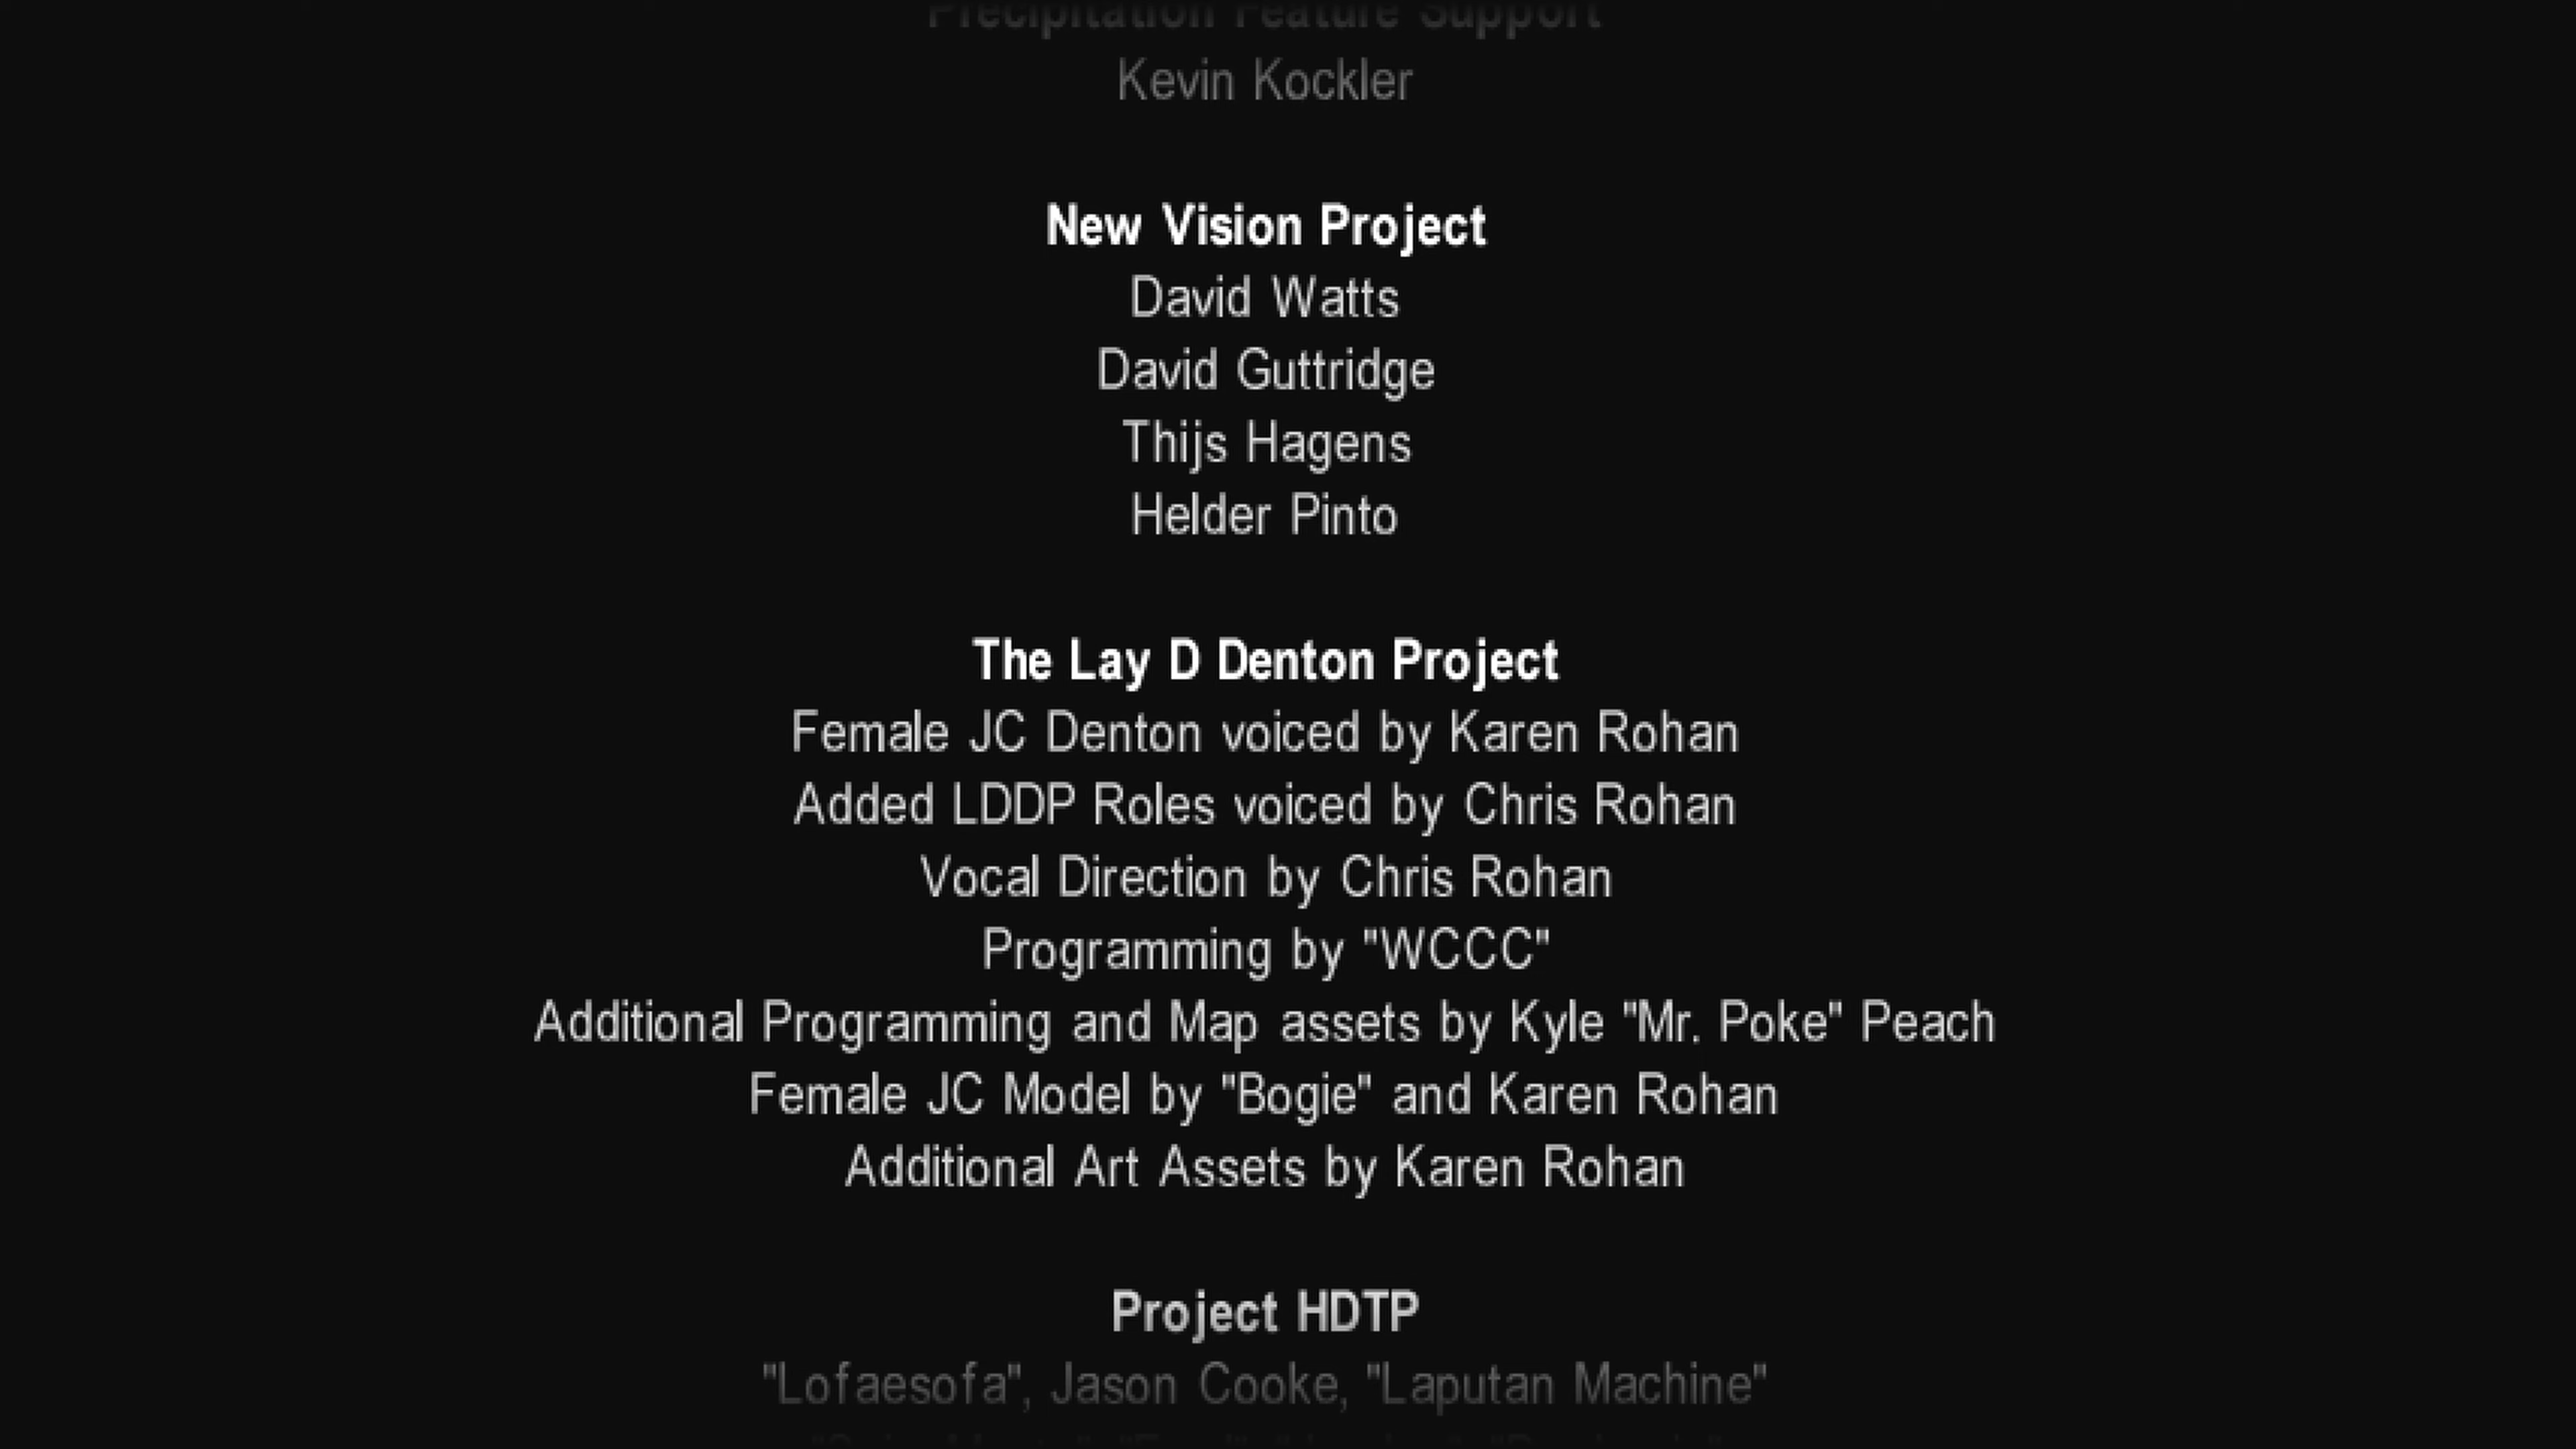 Precipitation Feature Support
Kevin Kockler
New Vision Project
David Watts
David Guttridge
Thijs Hagens
Helder Pinto
The Lay D Denton Project
Female JC Denton voiced by Karen Rohan
Added LDDP Roles voiced by Chris Rohan
Vocal Direction by Chris Rohan
Programming by "WCCC"
Additional Programming and Map assets by Kyle "Mr. Poke" Peach
Female JC Model by "Bogie" and Karen Rohan
Additional Art Assets by Karen Rohan
Project HDTP
"Lofaesofa", Jason Cooke, "Laputan Machine"